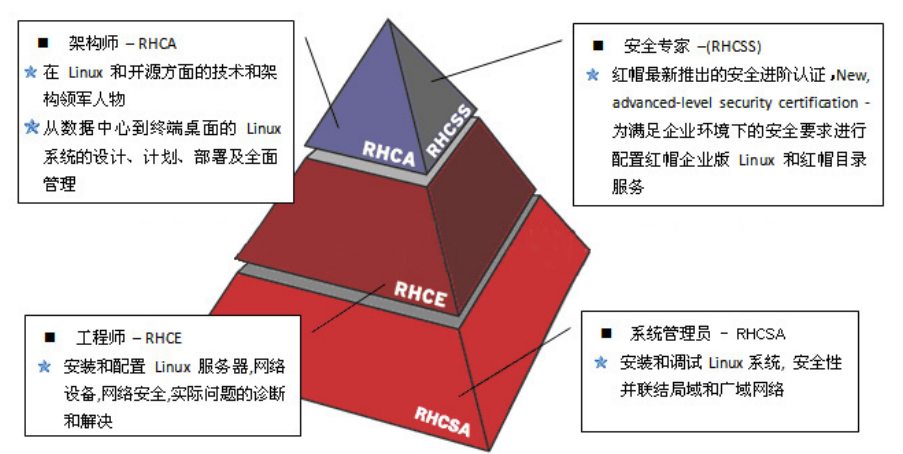 ■ 架构师 – RHCA
在 Linux 和开源方面的技术和架
构领军人物
从数据中心到终端桌面的 Linux
系统的设计、计划、部署及全面
管理
■ 安全专家 –(RHCSS)
红帽最新推出的安全进阶认证,New,
advanced-level security certification -
为满足企业环境下的安全要求进行
配置红帽企业版 Linux 和红帽目录
服务
RHCA
RHCSS
RHCE
RHCSA
■ 工程师 – RHCE
安装和配置 Linux 服务器,网络
设备,网络安全,实际问题的诊断
和解决
■ 系统管理员 – RHCSA
安装和调试 Linux 系统, 安全性
并联结局域和广域网络